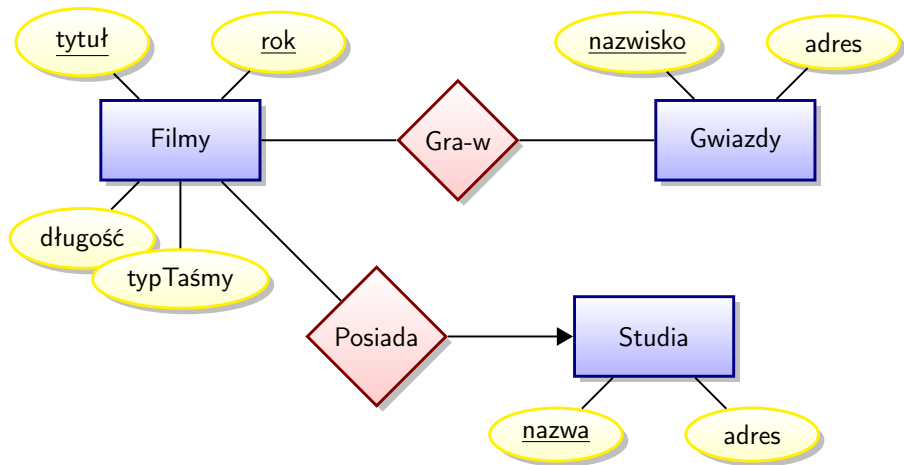 tytuł
rok
nazwisko
adres
Filmy
Gra-w
Gwiazdy
długość
typTaśmy
Posiada
Studia
nazwa
adres